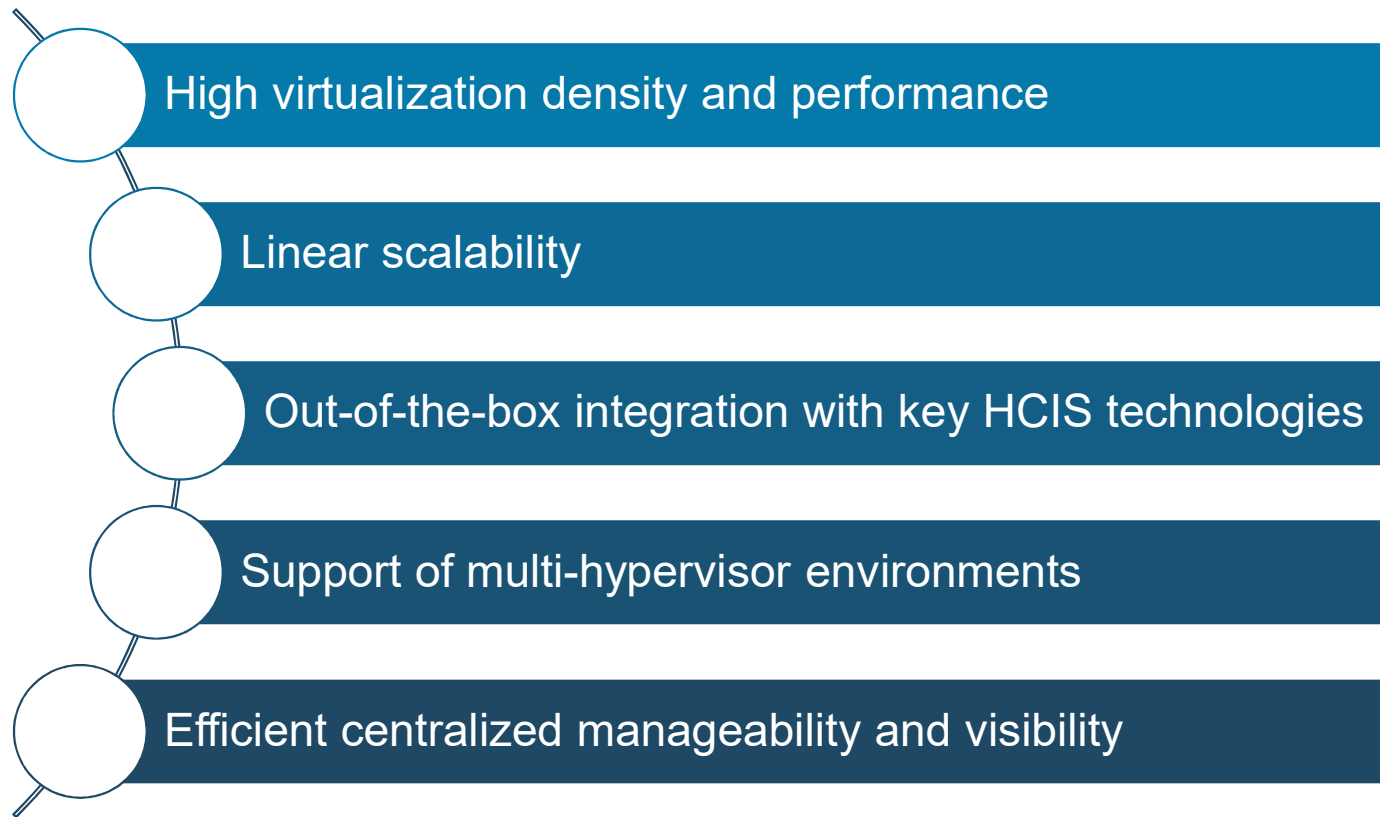 High virtualization density and performance
Linear scalability
Out-of-the-box integration with key HCIS technologies
Support of multi-hypervisor environments
Efficient centralized manageability and visibility